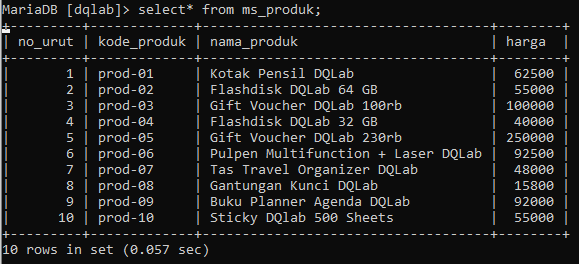 MariaDB [dqlab]> select* from ms_produk;
+----------+-------------+------------------------------------+--------+
| no_urut | kode_produk | nama_produk | harga |
+----------+-------------+------------------------------------+--------+
| 1 | prod-01 | Kotak Pensil DQLab | 62500 |
| 2 | prod-02 | Flashdisk DQLab 64 GB | 55000 |
| 3 | prod-03 | Gift Voucher DQLab 100rb | 100000 |
| 4 | prod-04 | Flashdisk DQLab 32 GB | 40000 |
| 5 | prod-05 | Gift Voucher DQLab 230rb | 250000 |
| 6 | prod-06 | Pulpen Multifunction + Laser DQLab | 92500 |
| 7 | prod-07 | Tas Travel Organizer DQLab | 48000 |
| 8 | prod-08 | Gantungan Kunci DQLab | 15800 |
| 9 | prod-09 | Buku Planner Agenda DQLab | 92000 |
| 10 | prod-10 | Sticky DQlab 500 Sheets | 55000 |
+----------+-------------+------------------------------------+--------+
10 rows in set (0.057 sec)